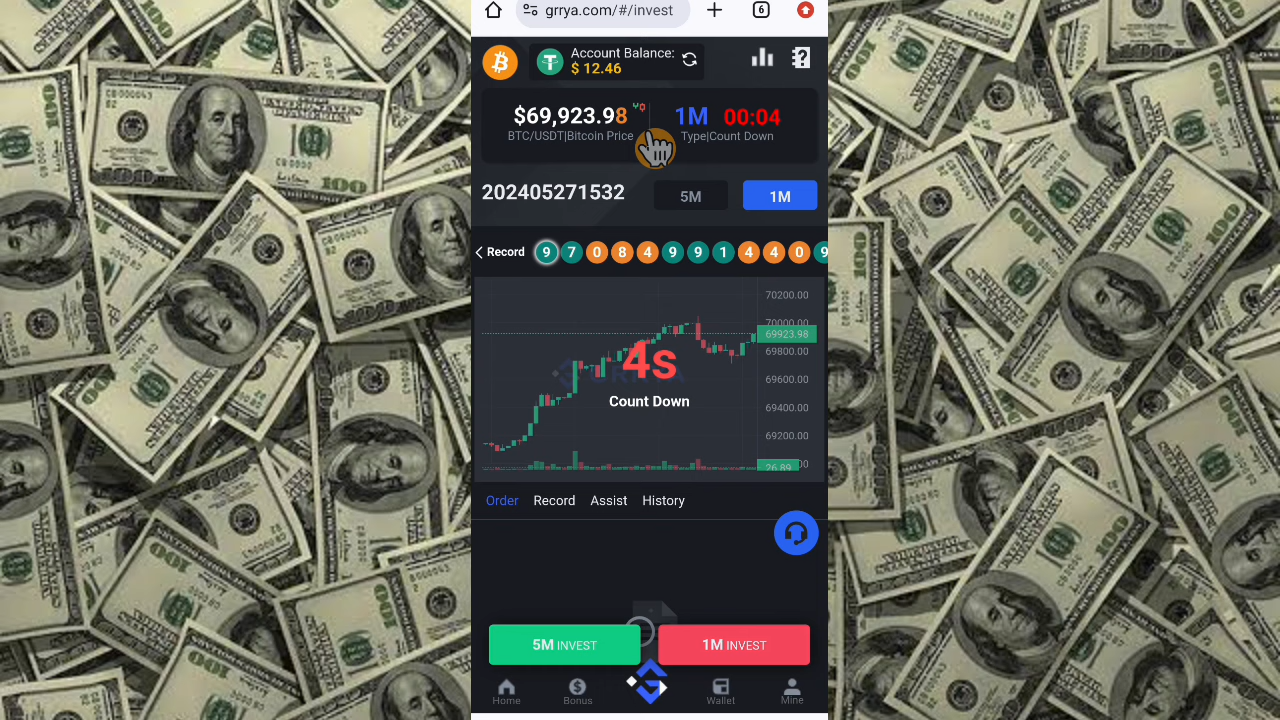 grrya.com/#/invest
6
Account Balance:
$ 12.46
$69,923.98
1M 00:04
BTC/USDT|Bitcoin Price
Type|Count Down
202405271532
5M
1M
Record
9 7 0 8 4 9 9 1 4 4 0 9
70200.00
70000.00
69923.98
69800.00
69600.00
69400.00
69200.00
26.89
4s
Count Down
Order Record Assist History
5M INVEST
1M INVEST
Home Bonus Wallet Mine